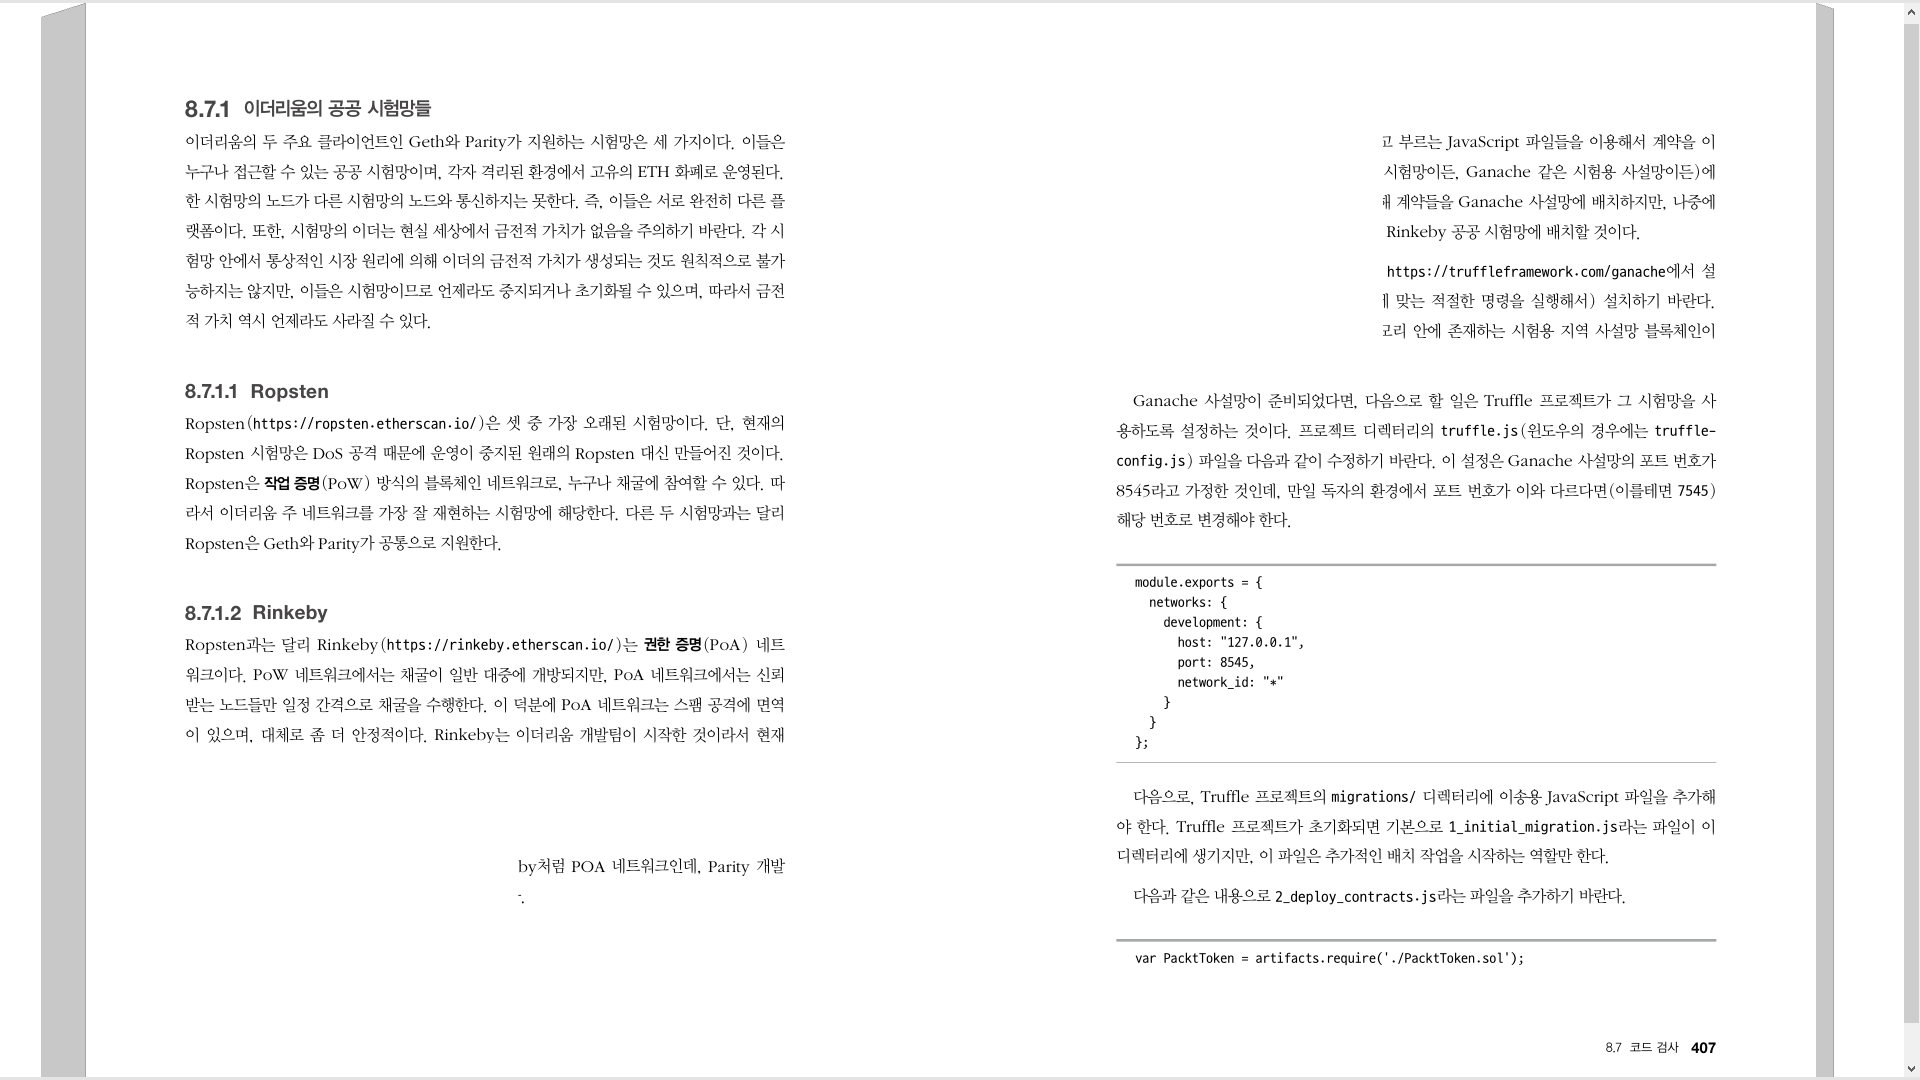 8.7.1 이더리움의 공공 시험망들
이더리움의 두 주요 클라이언트인 Geth와 Parity가 지원하는 시험망은 세 가지이다. 이들은
누구나 접근할 수 있는 공공 시험망이며, 각자 격리된 환경에서 고유의 ETH 화폐로 운영된다.
한 시험망의 노드가 다른 시험망의 노드와 통신하지는 못한다. 즉, 이들은 서로 완전히 다른 플
랫폼이다. 또한, 시험망의 이더는 현실 세상에서 금전적 가치가 없음을 주의하기 바란다. 각 시
험망 안에서 통상적인 시장 원리에 의해 이더의 금전적 가치가 생성되는 것도 원칙적으로 불가
능하지는 않지만, 이들은 시험망이므로 언제라도 중지되거나 초기화될 수 있으며, 따라서 금전
적 가치 역시 언제라도 사라질 수 있다.
8.7.1.1 Ropsten
Ropsten(https://ropsten.etherscan.io/)은 셋 중 가장 오래된 시험망이다. 단, 현재의
Ropsten 시험망은 DoS 공격 때문에 운영이 중지된 원래의 Ropsten 대신 만들어진 것이다.
Ropsten은 작업 증명(PoW) 방식의 블록체인 네트워크로, 누구나 채굴에 참여할 수 있다. 따
라서 이더리움 주 네트워크를 가장 잘 재현하는 시험망에 해당한다. 다른 두 시험망과는 달리
Ropsten은 Geth와 Parity가 공통으로 지원한다.
8.7.1.2 Rinkeby
Ropsten과는 달리 Rinkeby(https://rinkeby.etherscan.io/)는 권한 증명(PoA) 네트
워크이다. PoW 네트워크에서는 채굴이 일반 대중에 개방되지만, PoA 네트워크에서는 신뢰
받는 노드들만 일정 간격으로 채굴을 수행한다. 이 덕분에 PoA 네트워크는 스팸 공격에 면역
이 있으며, 대체로 좀 더 안정적이다. Rinkeby는 이더리움 개발팀이 시작한 것이라서 현재
by처럼 POA 네트워크인데, Parity 개발
고 부르는 JavaScript 파일들을 이용해서 계약을 이
시험망이든, Ganache 같은 시험용 사설망이든)에
계약들을 Ganache 사설망에 배치하지만, 나중에
Rinkeby 공공 시험망에 배치할 것이다.
https://truffleframework.com/ganache에서 설
맞는 적절한 명령을 실행해서) 설치하기 바란다.
안에 존재하는 시험용 지역 사설망 블록체인이
Ganache 사설망이 준비되었다면, 다음으로 할 일은 Truffle 프로젝트가 그 시험망을 사
용하도록 설정하는 것이다. 프로젝트 디렉터리의 truffle.js(윈도우의 경우에는 truffle-
config.js) 파일을 다음과 같이 수정하기 바란다. 이 설정은 Ganache 사설망의 포트 번호가
8545라고 가정한 것인데, 만일 독자의 환경에서 포트 번호가 이와 다르다면(이를테면 7545)
해당 번호로 변경해야 한다.
module.exports = {
networks: {
development: {
host: "127.0.0.1",
port: 8545,
network_id: "*"
}
}
};
다음으로, Truffle 프로젝트의 migrations/ 디렉터리에 이송용 JavaScript 파일을 추가해
야 한다. Truffle 프로젝트가 초기화되면 기본으로 1_initial_migration.js라는 파일이 이
디렉터리에 생기지만, 이 파일은 추가적인 배치 작업을 시작하는 역할만 한다.
다음과 같은 내용으로 2_deploy_contracts.js라는 파일을 추가하기 바란다.
var PacktToken = artifacts.require('./PacktToken.sol');
8.7 코드 검사 407